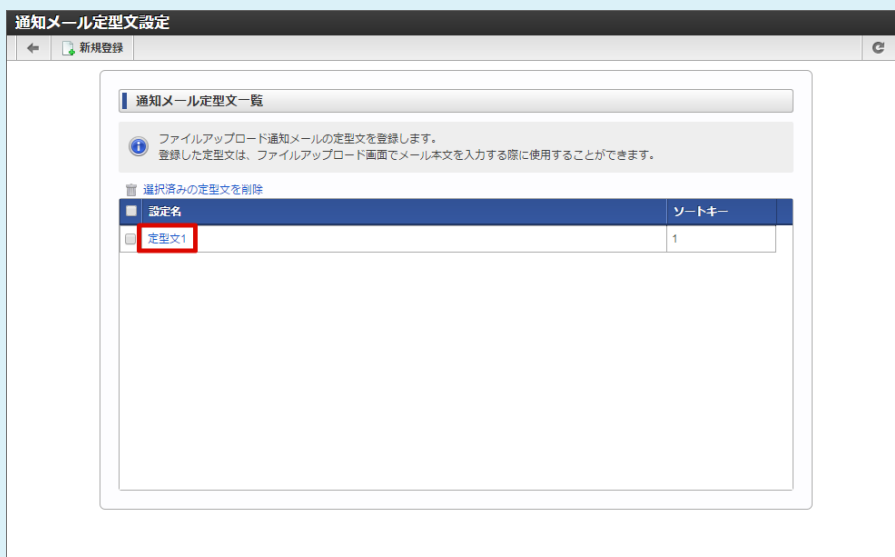 通知メール定型文設定
新規登録
通知メール定型文一覧
ファイルアップロード通知メールの定型文を登録します。
登録した定型文は、ファイルアップロード画面でメール本文を入力する際に使用することができます。
選択済みの定型文を削除
設定名 ソートキー
定型文1 1